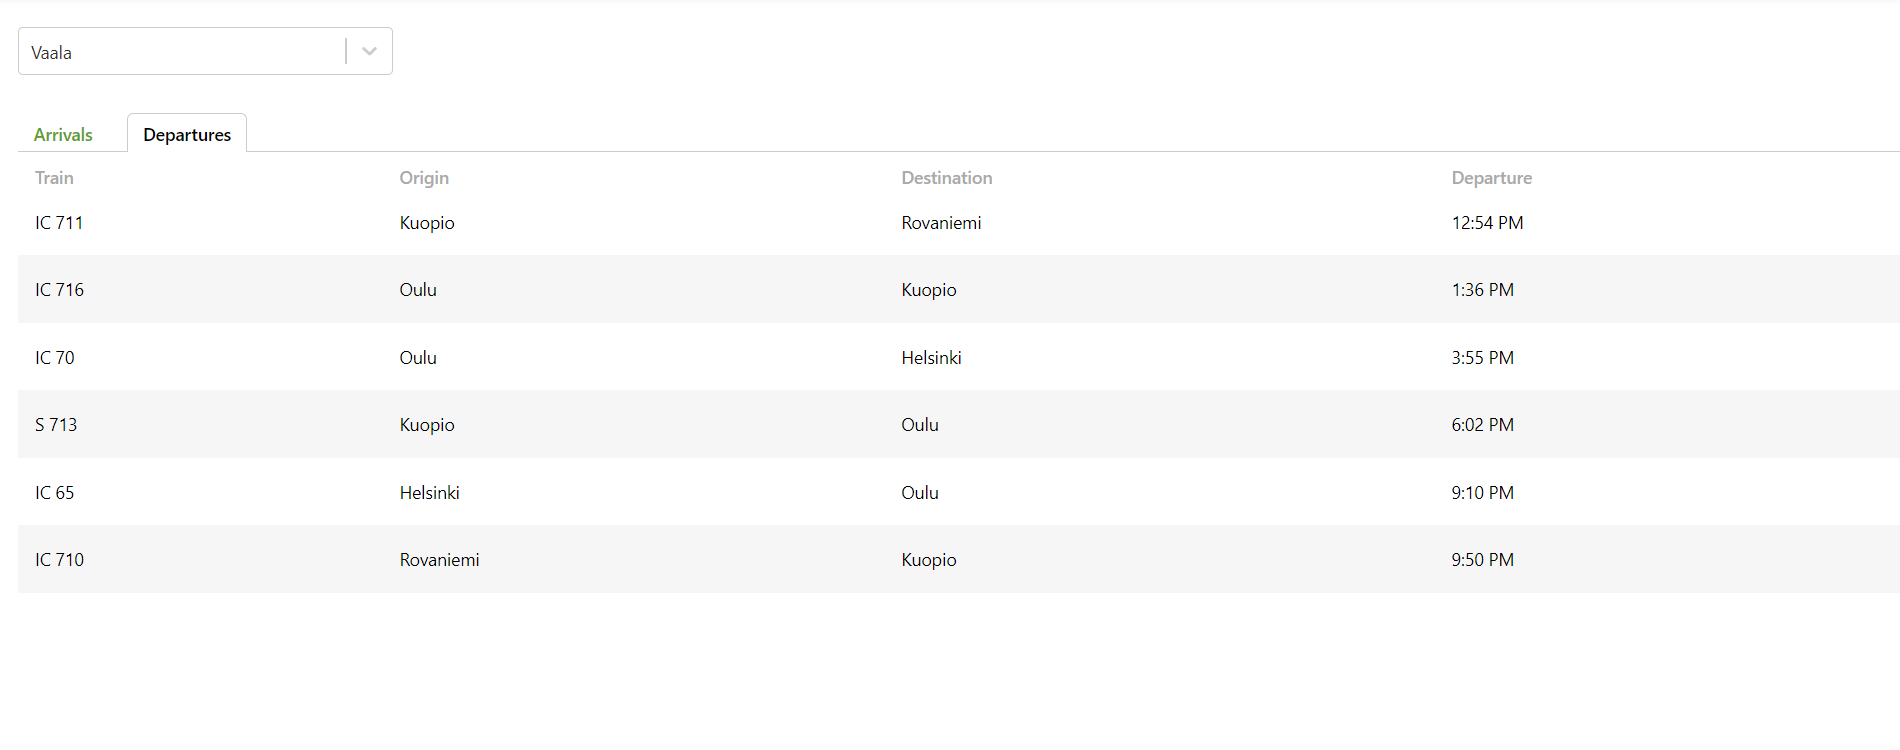 Vaala
Arrivals Departures
Train Origin Destination Departure
IC 711 Kuopio Rovaniemi 12:54 PM
IC 716 Oulu Kuopio 1:36 PM
IC 70 Oulu Helsinki 3:55 PM
S 713 Kuopio Oulu 6:02 PM
IC 65 Helsinki Oulu 9:10 PM
IC 710 Rovaniemi Kuopio 9:50 PM